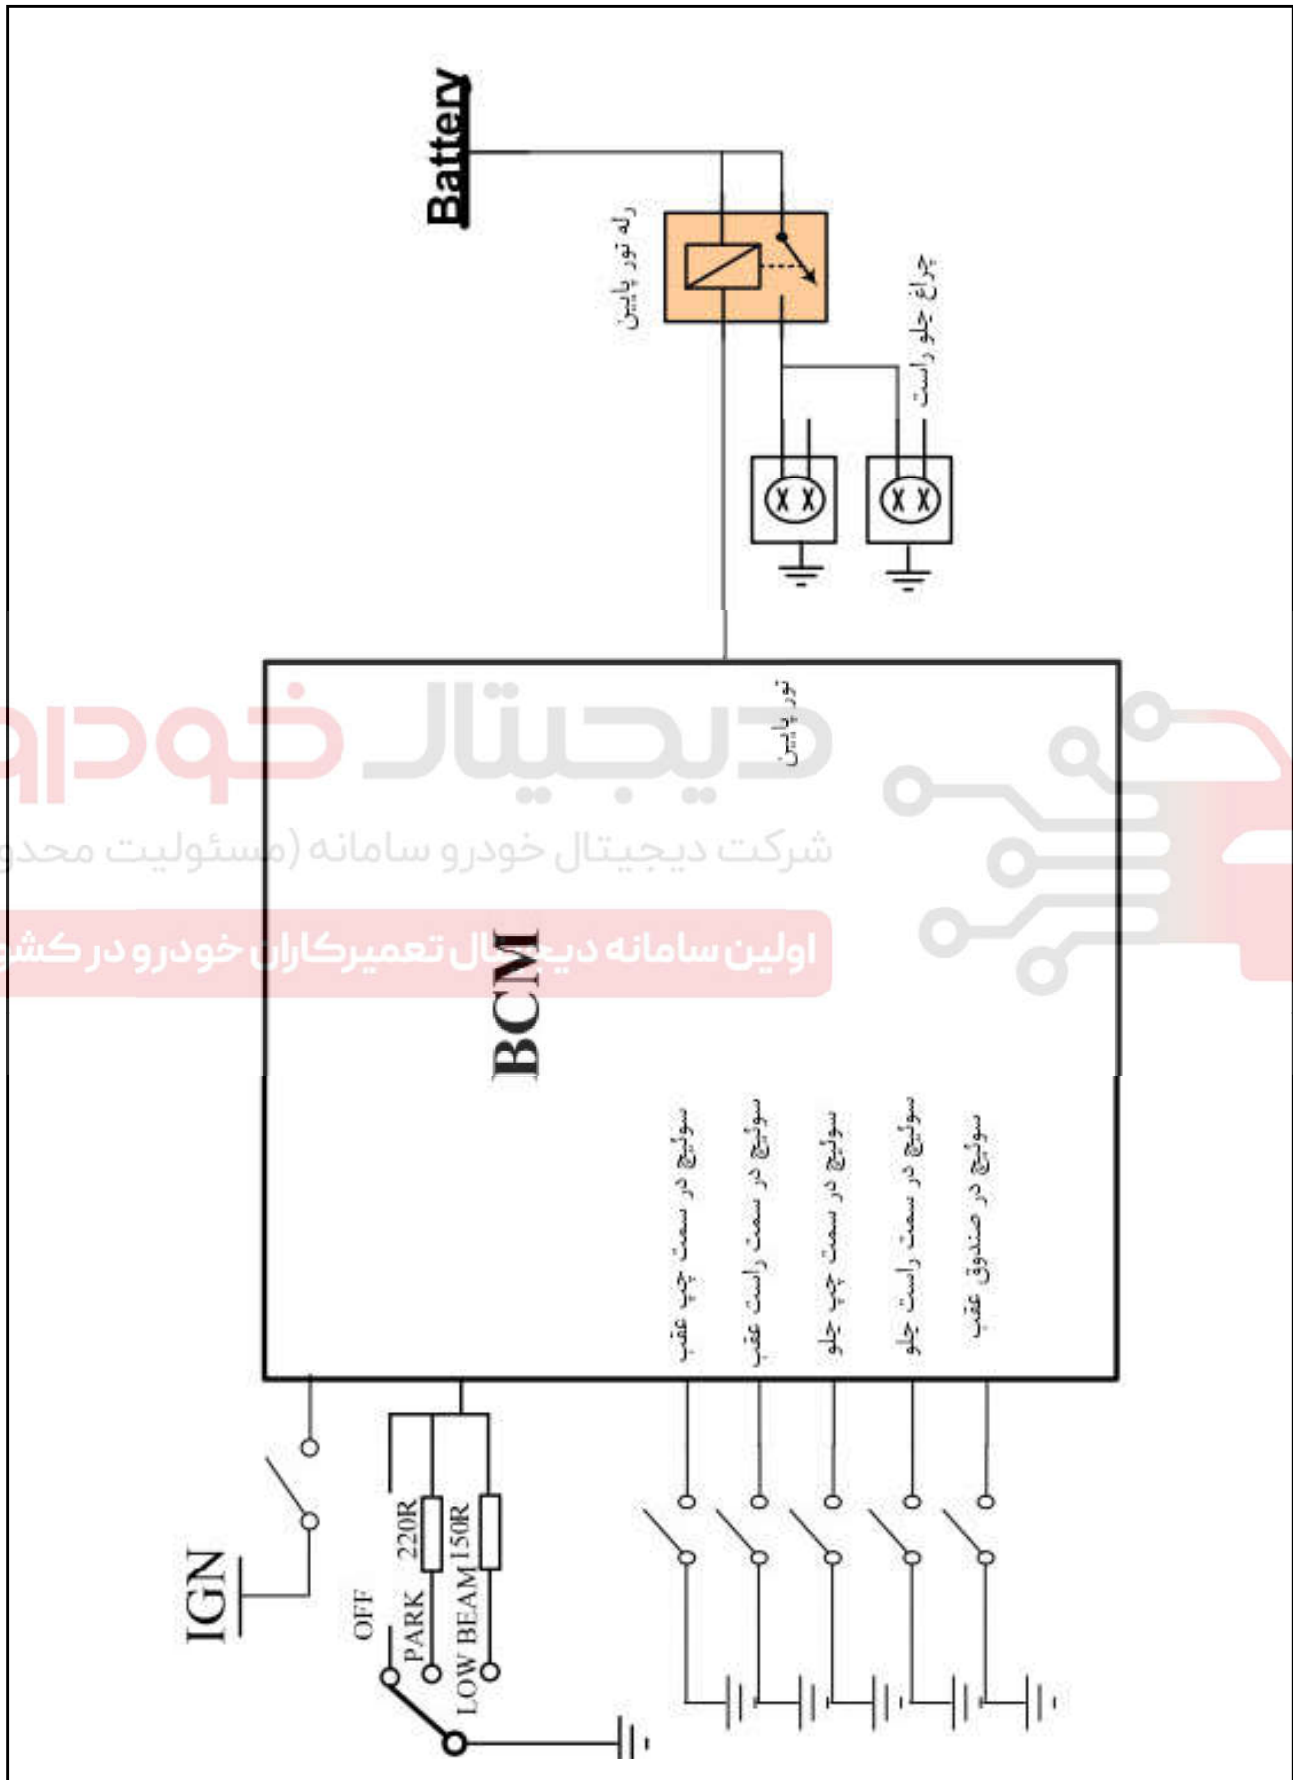 Battery
رله نور پایین
چراغ جلو راست
نور پایین
دیجیتال خودرو
شرکت دیجیتال خودرو سامانه (مسئولیت محدو
اولین سامانه دیجیتال تعمیرکاران خودرو در کشو
BCM
سوئیچ در سمت چپ عقب
سوئیچ در سمت راست عقب
سوئیچ در سمت چپ جلو
سوئیچ در سمت راست جلو
سوئیچ در صندوق عقب
IGN
OFF
PARK
220R
LOW BEAM
150R